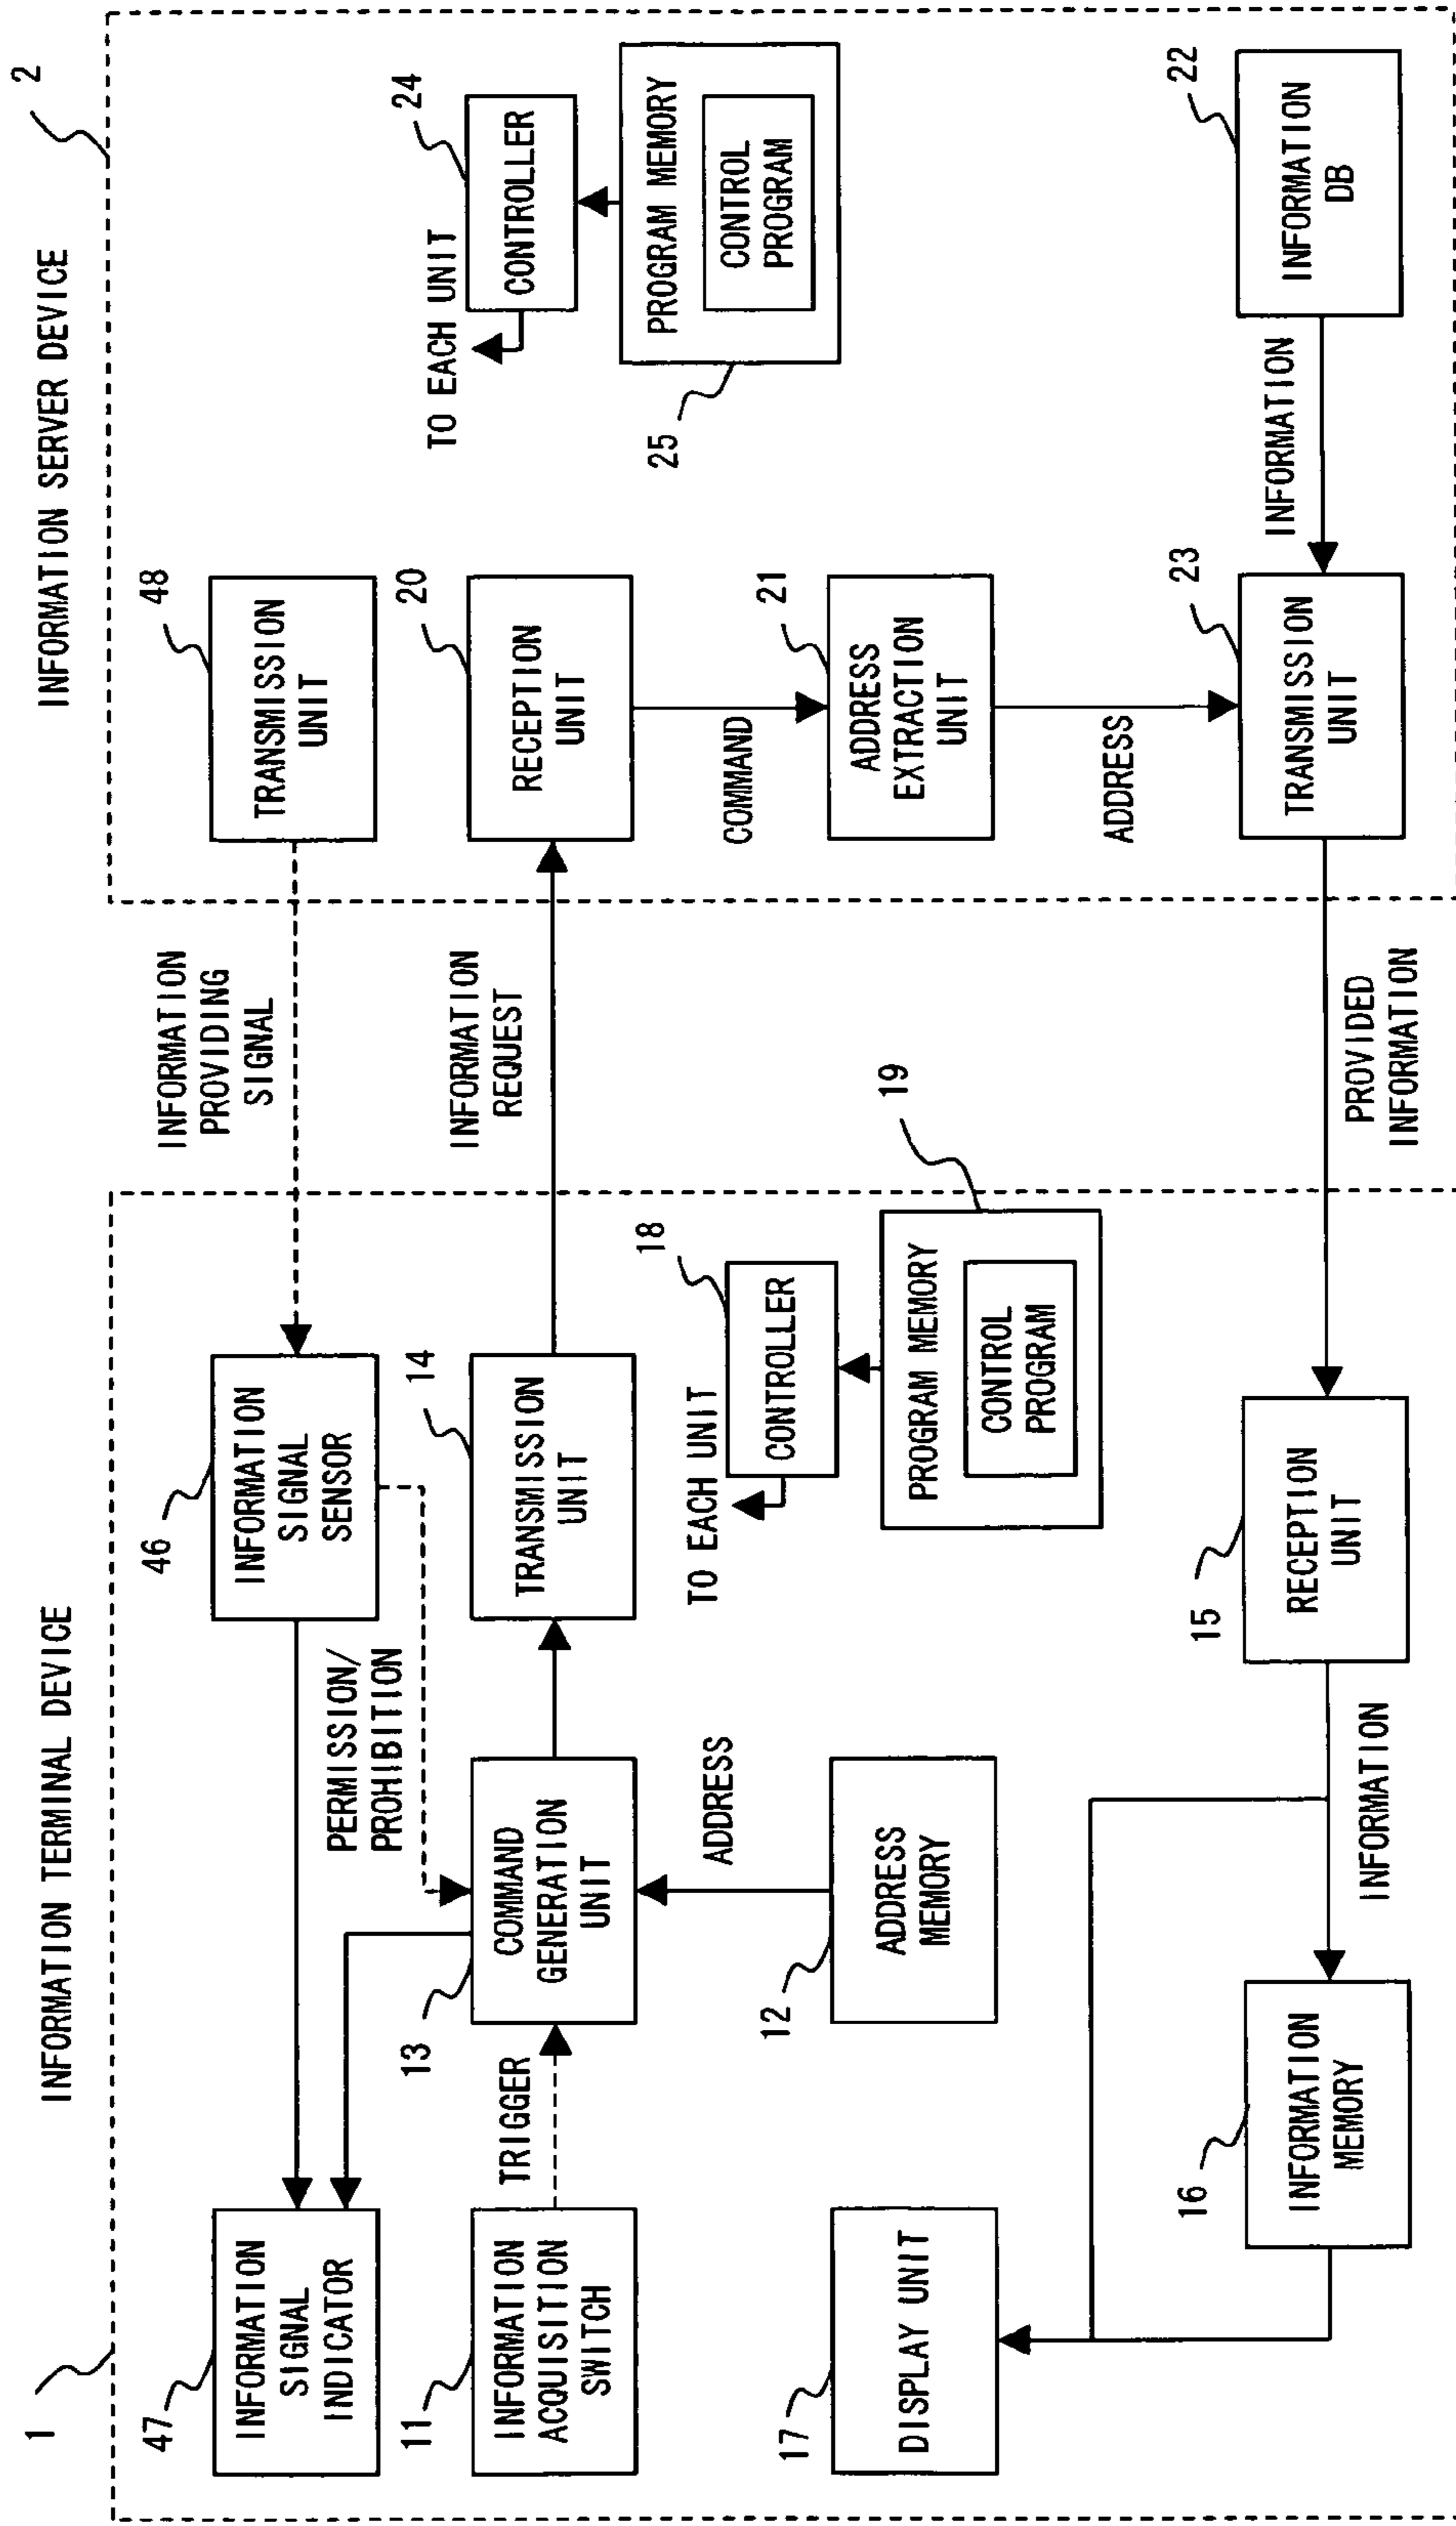 INFORMATION TERMINAL DEVICE
INFORMATION SERVER DEVICE
1
2
47
INFORMATION
SIGNAL
INDICATOR
46
INFORMATION
SIGNAL
SENSOR
INFORMATION
PROVIDING
SIGNAL
48
TRANSMISSION
UNIT
PERMISSION/
PROHIBITION
11
INFORMATION
ACQUISITION
SWITCH
TRIGGER
13
COMMAND
GENERATION
UNIT
14
TRANSMISSION
UNIT
INFORMATION
REQUEST
20
RECEPTION
UNIT
TO EACH UNIT
24
CONTROLLER
25
PROGRAM MEMORY
CONTROL
PROGRAM
COMMAND
ADDRESS
TO EACH UNIT
18
CONTROLLER
19
PROGRAM MEMORY
CONTROL
PROGRAM
17
DISPLAY UNIT
12
ADDRESS
MEMORY
21
ADDRESS
EXTRACTION
UNIT
ADDRESS
16
INFORMATION
MEMORY
INFORMATION
15
RECEPTION
UNIT
PROVIDED
INFORMATION
23
TRANSMISSION
UNIT
INFORMATION
22
INFORMATION
DB